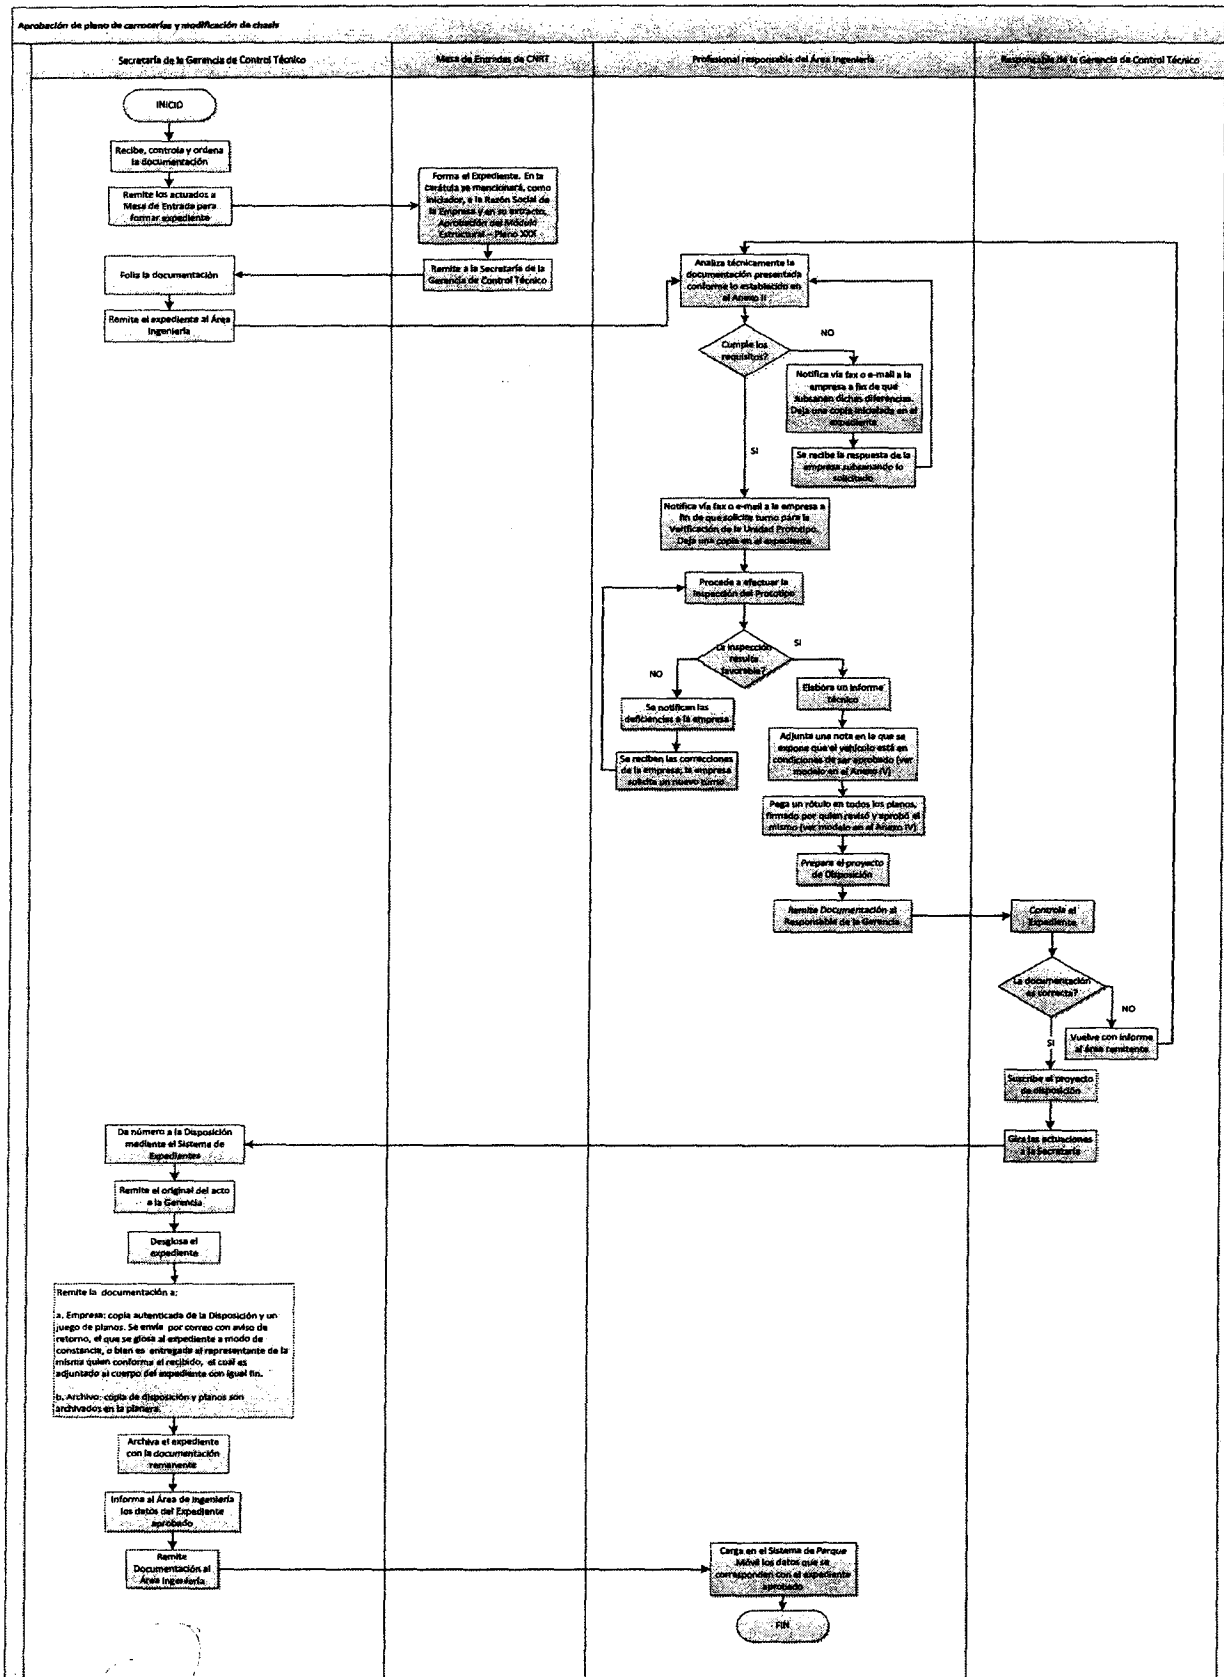 Aprobación de plano de carrocerías y modificación de chasis
Secretaría de la Gerencia de Control Técnico
Mesa de Entradas de CNRT
Profesional responsable del Área Ingeniería
Responsable de la Gerencia de Control Técnico
INICIO
Recibe, controla y ordena
la documentación
Remite los actuados a
Mesa de Entrada para
formar expediente
Forma el Expediente. En la
carátula se mencionará, como
iniciador, a la Razón Social de
la Empresa y en su extracto,
Aprobación del Módulo
Estructural – Plano XXX
Remite a la Secretaría de la
Gerencia de Control Técnico
Folia la documentación
Remite el expediente al Área
Ingeniería
Analiza técnicamente la
documentación presentada
conforme lo establecido en
el Anexo II
Cumple los
requisitos?
NO
Notifica vía fax o e-mail a la
empresa a fin de que
subsanen dichas diferencias.
Deja una copia inicialada en el
expediente
Se recibe la respuesta de la
empresa subsanando lo
solicitado
SI
Notifica vía fax o e-mail a la empresa a
fin de que solicite turno para la
Verificación de la Unidad Prototipo.
Deja una copia en el expediente
Procede a efectuar la
Inspección del Prototipo
La inspección
resulta
favorable?
SI
NO
Se notifican las
deficiencias a la empresa
Se reciben las correcciones
de la empresa; la empresa
solicita un nuevo turno
Elabora un informe
técnico
Adjunta una nota en la que se
expone que el vehículo está en
condiciones de ser aprobado (ver
modelo en el Anexo IV)
Pega un rótulo en todos los planos,
firmado por quien revisó y aprobó el
mismo (ver modelo en el Anexo IV)
Prepara el proyecto
de Disposición
Remite Documentación al
Responsable de la Gerencia
Controla el
Expediente
La documentación
es correcta?
NO
Vuelve con informe
al área remitente
SI
Suscribe el proyecto
de disposición
Gira las actuaciones
a la Secretaría
Da número a la Disposición
mediante el Sistema de
Expedientes
Remite el original del acto
a la Gerencia
Desglosa el
expediente
Remite la documentación a:
a. Empresa: copia autenticada de la Disposición y un
juego de planos. Se envía por correo con aviso de
retorno, el que se glosa al expediente a modo de
constancia, o bien es entregada al representante de la
misma quien conforma el recibido, el cual es
adjuntado al cuerpo del expediente con igual fin.
b. Archivo: copia de disposición y planos son
archivados en la planera.
Archiva el expediente
con la documentación
remanente
Informa al Área de Ingeniería
los datos del Expediente
aprobado
Remite
Documentación al
Área Ingeniería
Carga en el Sistema de Parque
Móvil los datos que se
corresponden con el expediente
aprobado
FIN